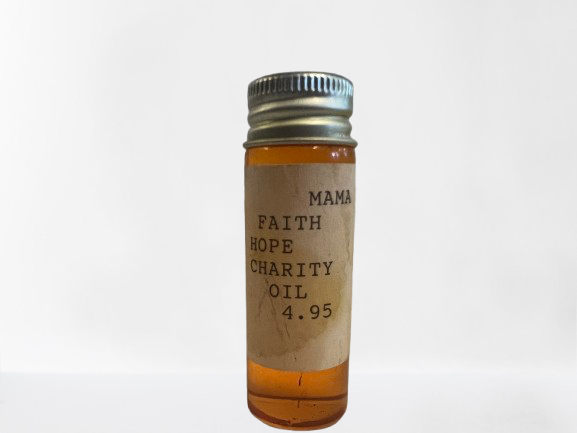 MAMA
FAITH
HOPE
CHARITY
OIL
4.95